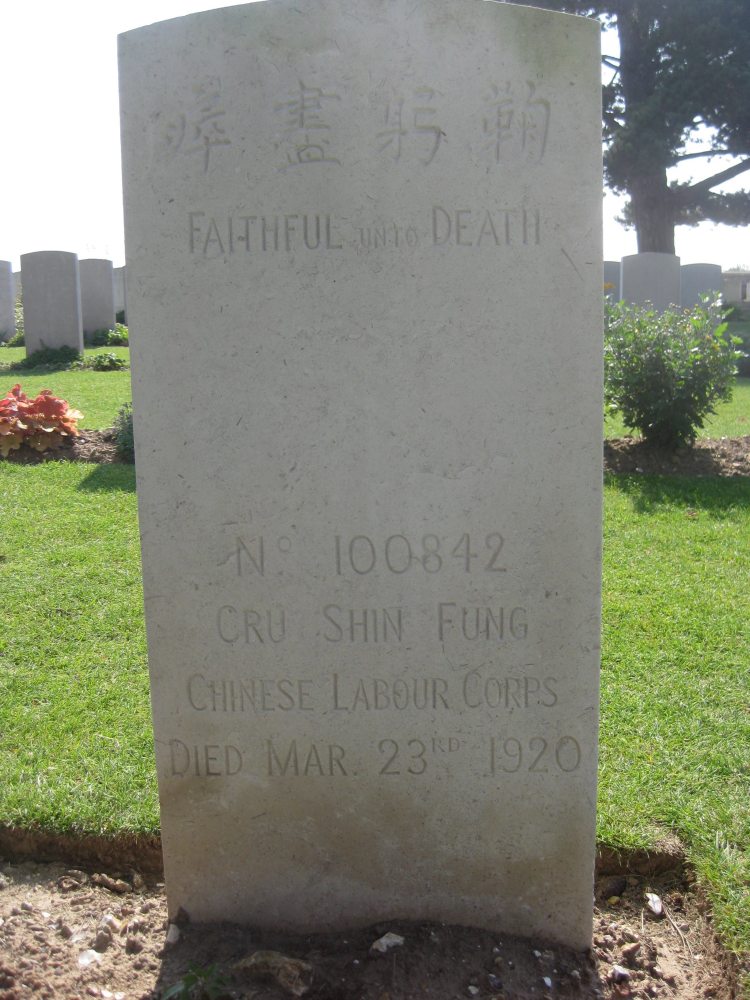 鞠躬盡瘁
FAITHFUL UNTO DEATH
Nº 100842
CRU SHIN FUNG
CHINESE LABOUR CORPS
DIED MAR. 23RD 1920